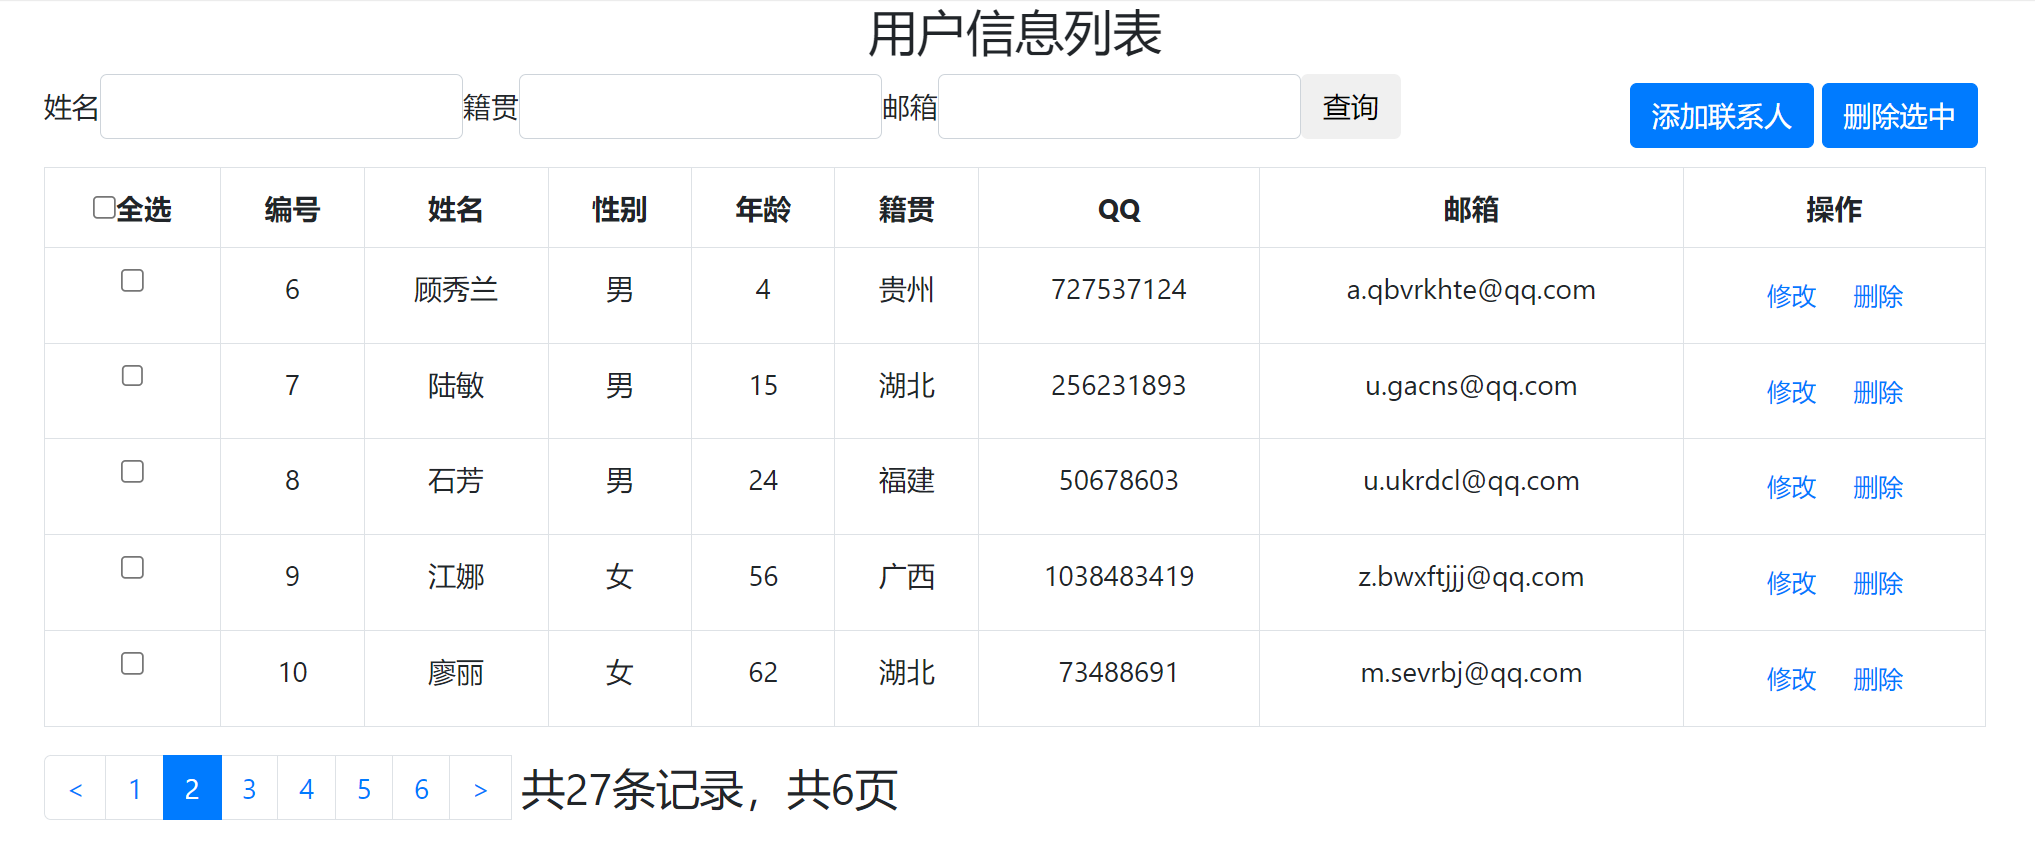 用户信息列表
姓名 籍贯 邮箱 查询 添加联系人 删除选中
全选 编号 姓名 性别 年龄 籍贯 QQ 邮箱 操作
6 顾秀兰 男 4 贵州 727537124 a.qbvrkhte@qq.com 修改 删除
7 陆敏 男 15 湖北 256231893 u.gacns@qq.com 修改 删除
8 石芳 男 24 福建 50678603 u.ukrdcl@qq.com 修改 删除
9 江娜 女 56 广西 1038483419 z.bwxftjjj@qq.com 修改 删除
10 廖丽 女 62 湖北 73488691 m.sevrbj@qq.com 修改 删除
< 1 2 3 4 5 6 > 共27条记录，共6页